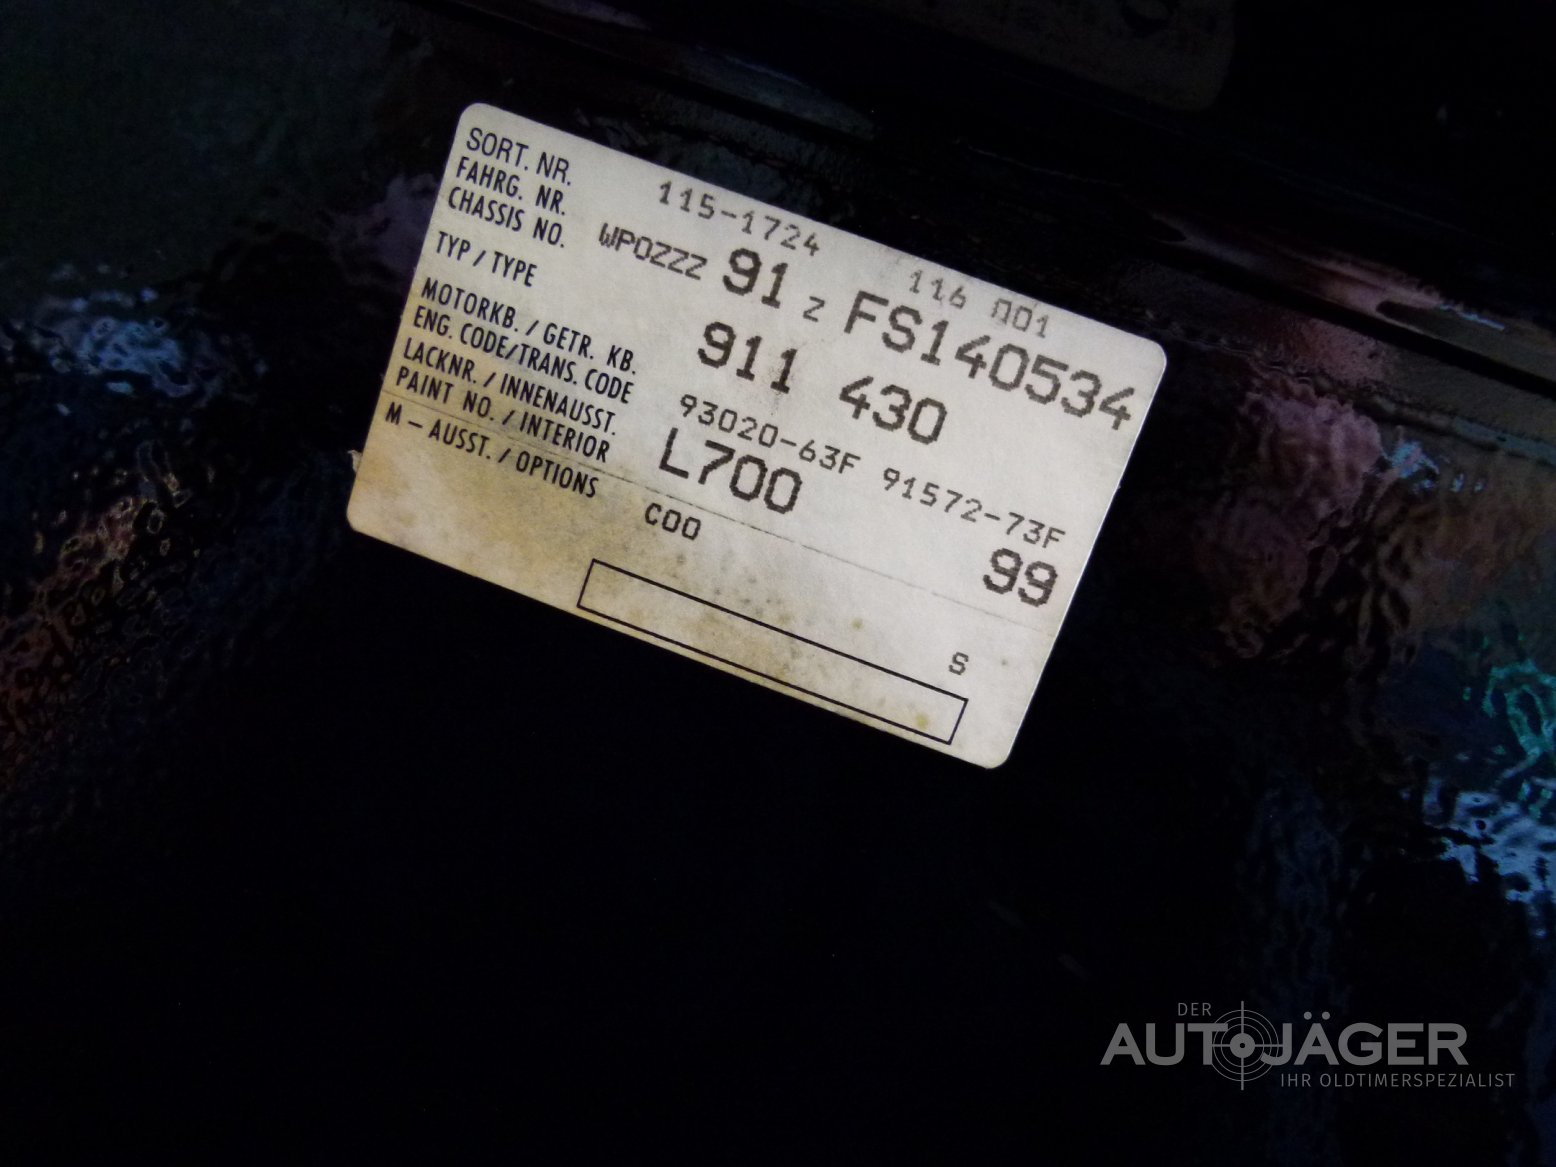 SORT. NR. 115-1724 116 001
FAHRG. NR.
CHASSIS NO. WPOZZZ 91 Z FS140534
TYP / TYPE 911 430
MOTORKB. / GETR. KB.
ENG. CODE/TRANS. CODE 93020-63F 91572-73F
LACKNR. / INNENAUSST.
PAINT NO. / INTERIOR L700 99
M – AUSST. / OPTIONS
C00 S
DER
AUTOJÄGER
IHR OLDTIMERSPEZIALIST